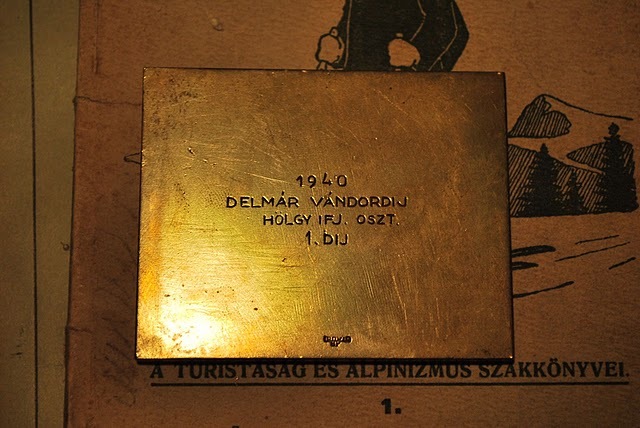 1940
DELMÁR VÁNDORDIJ
HÖLGY IFJ. OSZT.
1. DIJ
A TURISTASÁG ÉS ALPINIZMUS SZAKKÖNYVEI.
1.